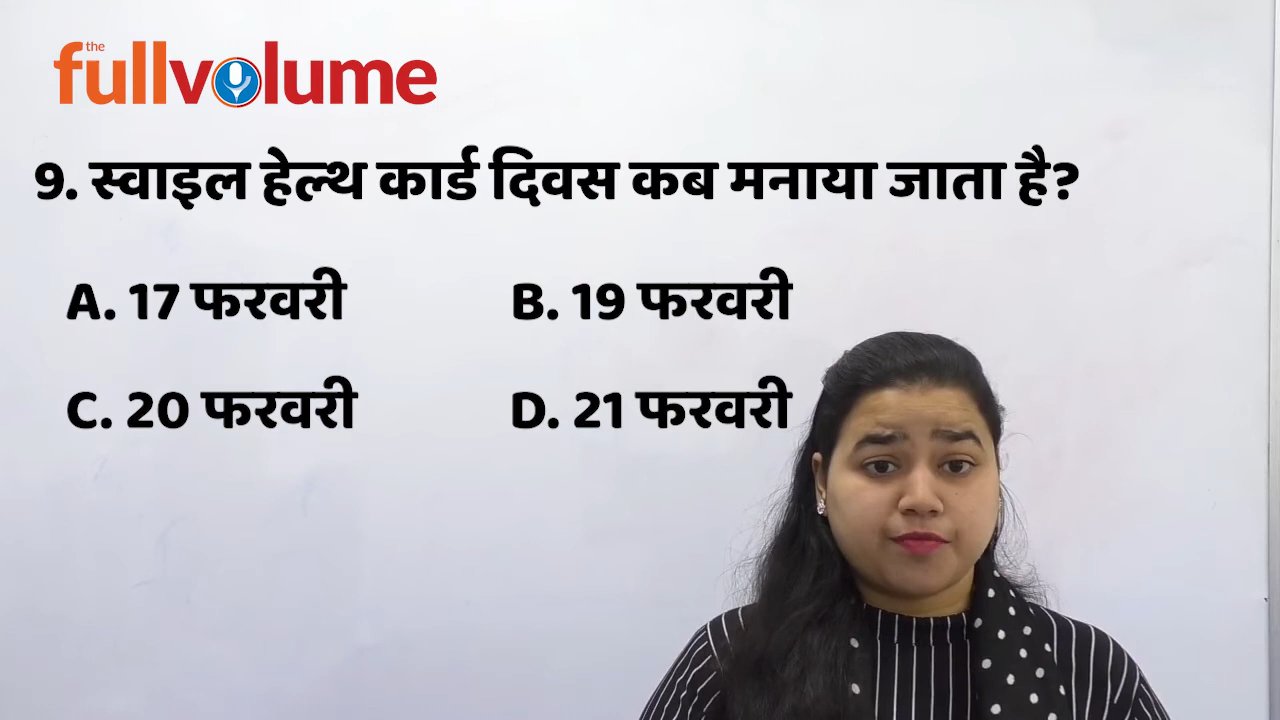 the
fullvolume
9. स्वाइल हेल्थ कार्ड दिवस कब मनाया जाता है?
A. 17 फरवरी B. 19 फरवरी
C. 20 फरवरी D. 21 फरवरी